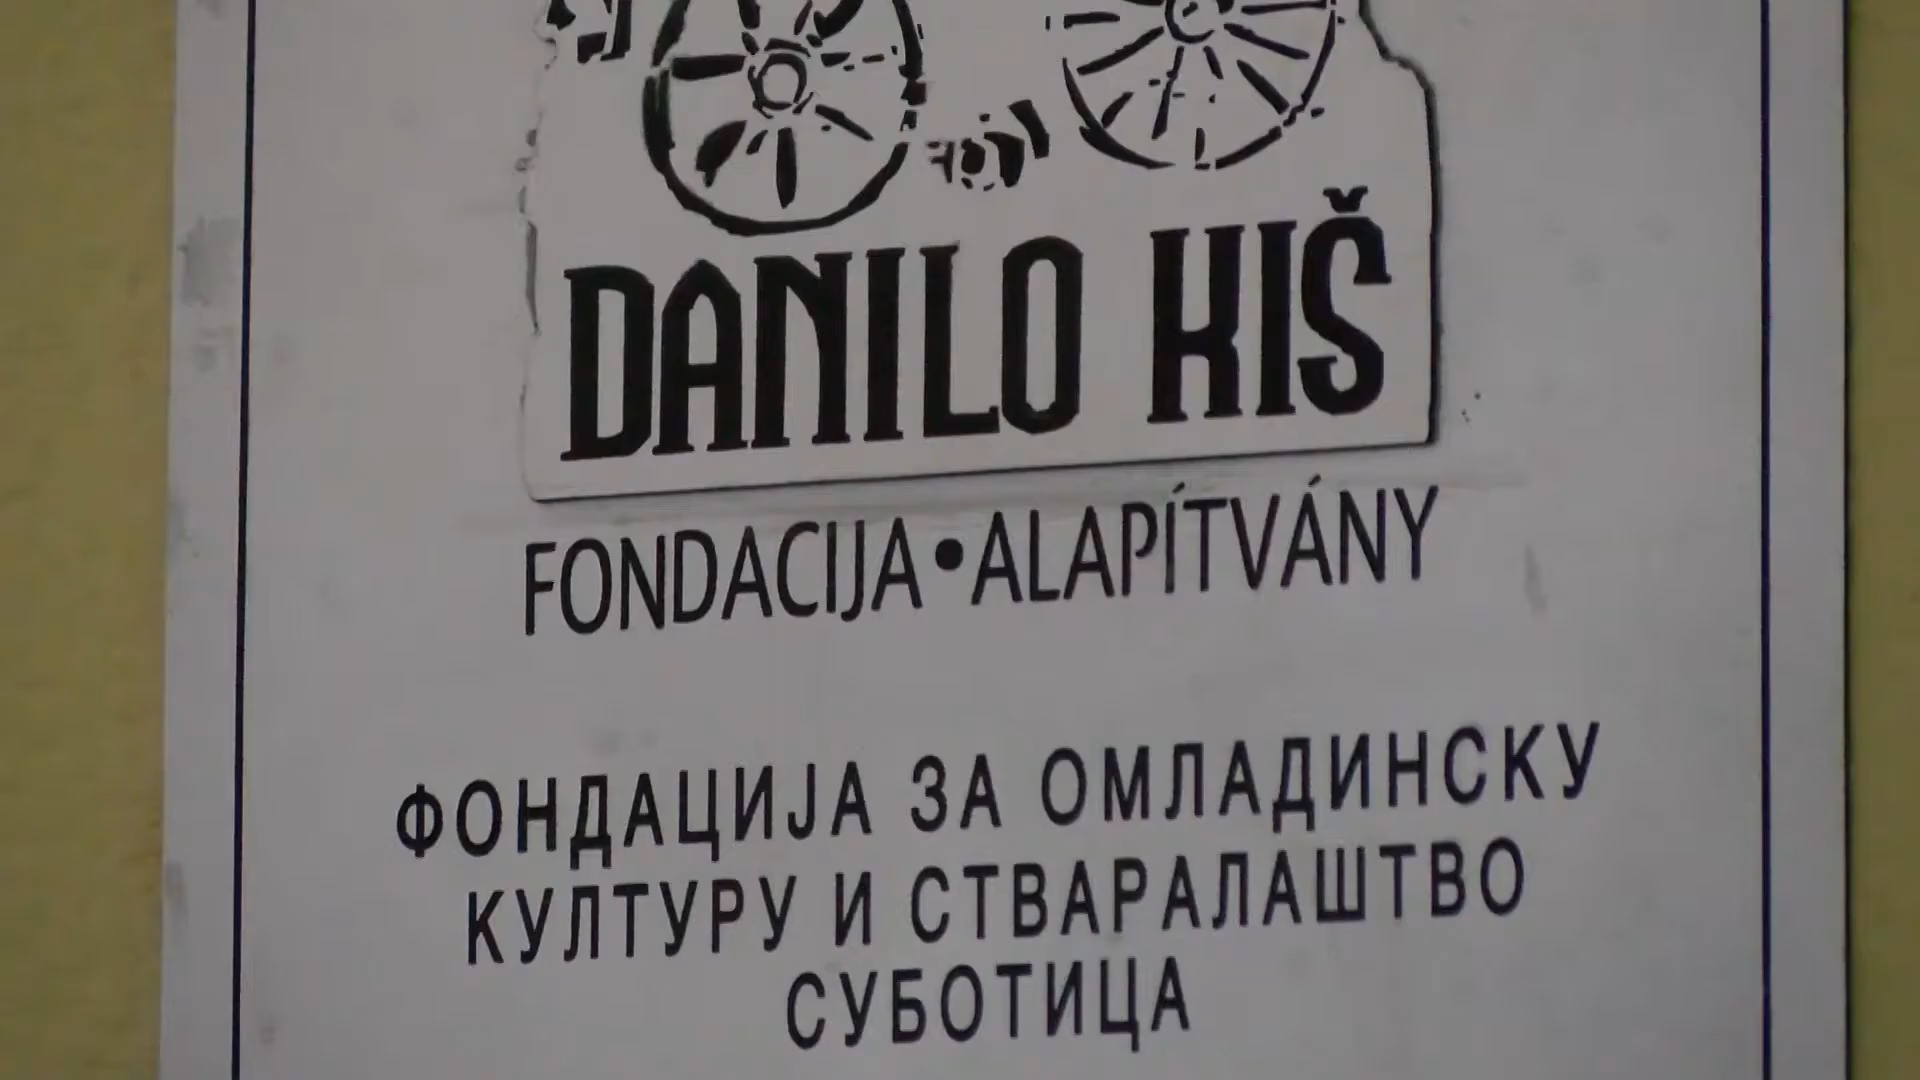 DANILO KIŠ
FONDACIJA•ALAPÍTVÁNY
ФОНДАЦИЈА ЗА ОМЛАДИНСКУ
КУЛТУРУ И СТВАРАЛАШТВО
СУБОТИЦА